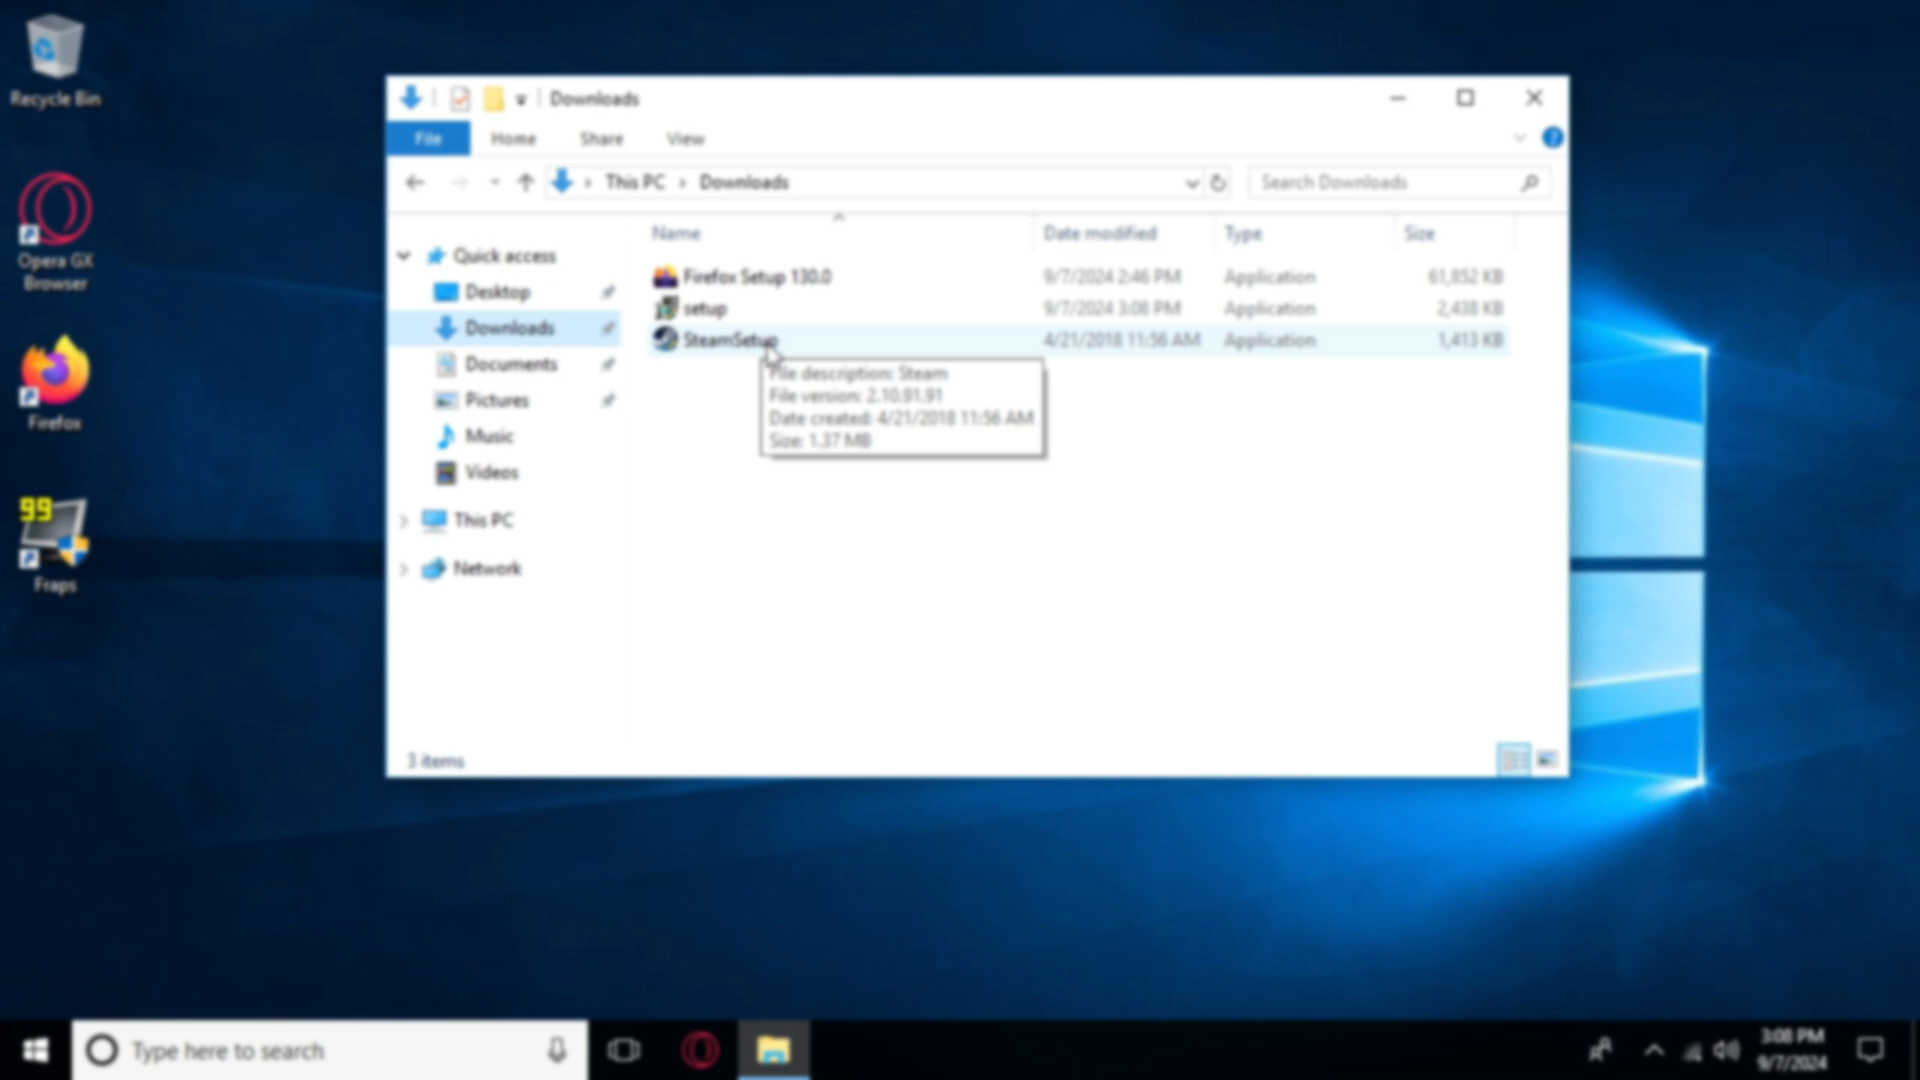 Recycle Bin
Opera GX
Browser
Firefox
99
Fraps
Downloads
File Home Share View
This PC Downloads
Search Downloads
Name Date modified Type Size
Quick access
Desktop
Downloads
Documents
Pictures
Music
Videos
This PC
Network
Firefox Setup 130.0 9/7/2024 2:46 PM Application 61,852 KB
setup 9/7/2024 3:08 PM Application 2,438 KB
SteamSetup 4/21/2018 11:56 AM Application 1,413 KB
File description: Steam
File version: 2.10.91.91
Date created: 4/21/2018 11:56 AM
Size: 1.37 MB
3 items
Type here to search
3:08 PM
9/7/2024